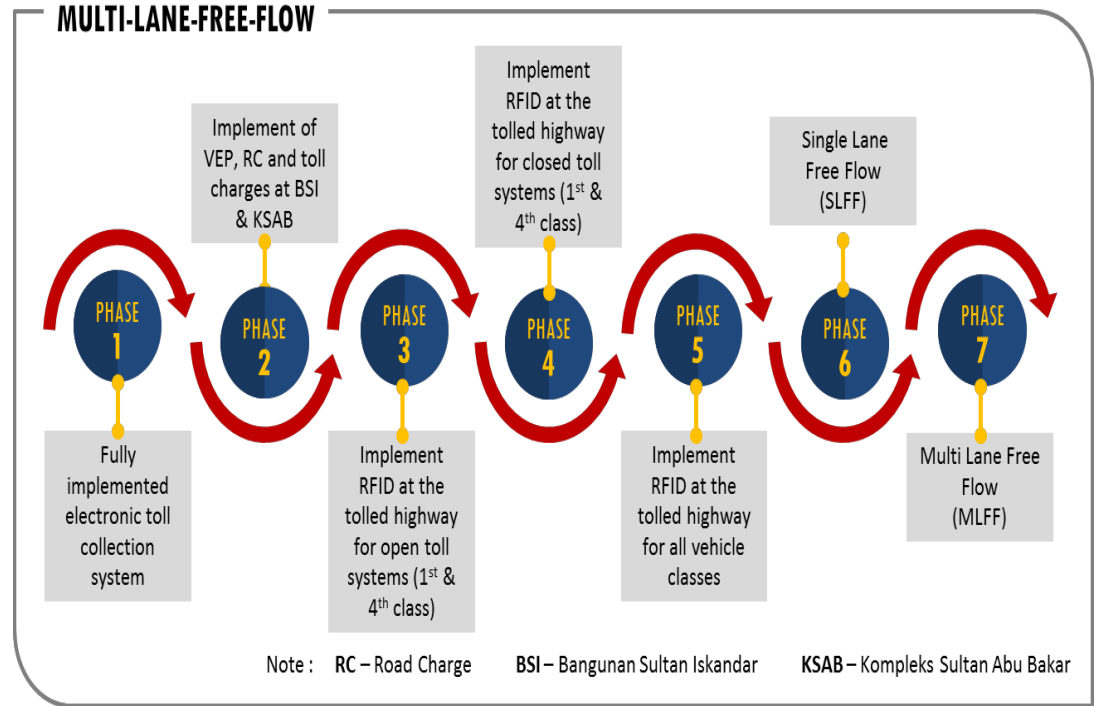 MULTI-LANE-FREE-FLOW
PHASE
1
Fully
implemented
electronic toll
collection
system
Implement of
VEP, RC and toll
charges at BSI
& KSAB
PHASE
2
PHASE
3
Implement
RFID at the
tolled highway
for open toll
systems (1st &
4th class)
Implement
RFID at the
tolled highway
for closed toll
systems (1st &
4th class)
PHASE
4
PHASE
5
Implement
RFID at the
tolled highway
for all vehicle
classes
Single Lane
Free Flow
(SLFF)
PHASE
6
PHASE
7
Multi Lane Free
Flow
(MLFF)
Note : RC – Road Charge BSI – Bangunan Sultan Iskandar KSAB – Kompleks Sultan Abu Bakar